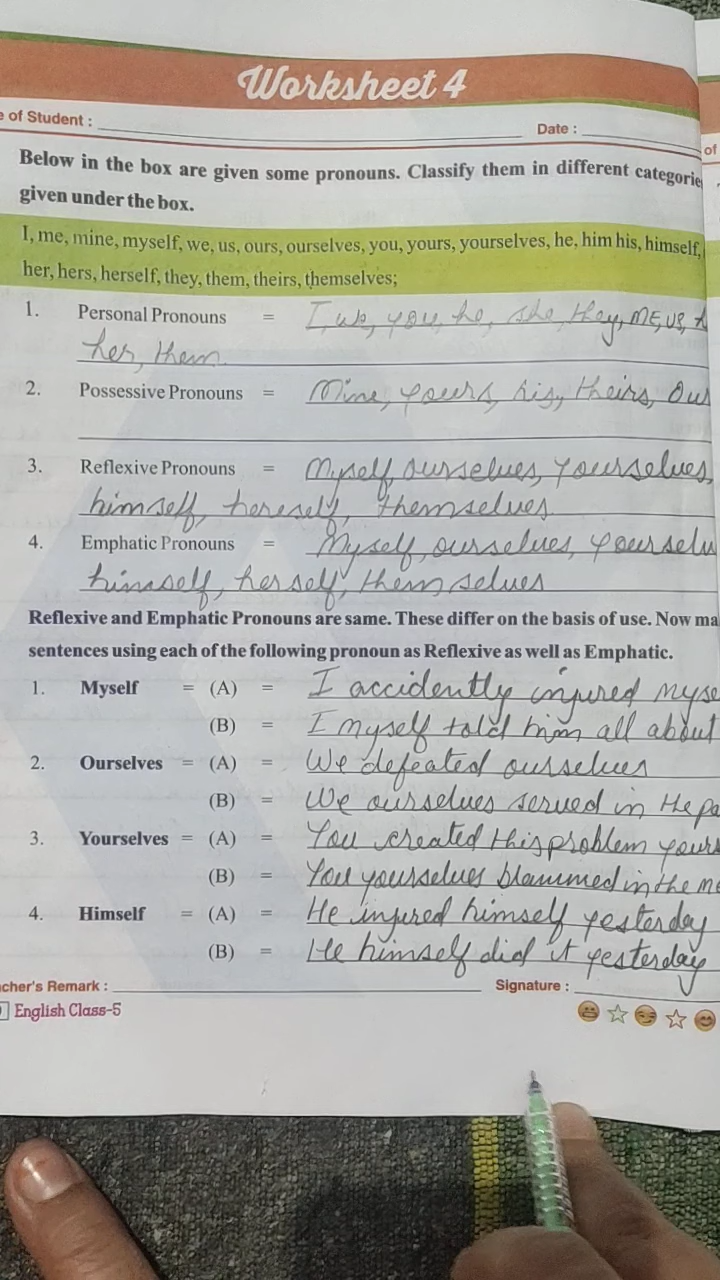 Worksheet 4
of Student : Date :
of
Below in the box are given some pronouns. Classify them in different categorie
given under the box.
I, me, mine, myself, we, us, ours, ourselves, you, yours, yourselves, he, him his, himself,
her, hers, herself, they, them, theirs, themselves;
1. Personal Pronouns = I, we, you, he, she, they, ME, US,
her, them
2. Possessive Pronouns = Mine, yours, his, theirs, Our
3. Reflexive Pronouns = Myself, ourselves, yourselves,
himself, heresely, themselves
4. Emphatic Pronouns = Myself, ourselves, yourselv
himself, herself, themselves
Reflexive and Emphatic Pronouns are same. These differ on the basis of use. Now ma
sentences using each of the following pronoun as Reflexive as well as Emphatic.
1. Myself = (A) = I accidently injured myse
(B) = I myself told him all about
2. Ourselves = (A) = We defeated ourselves
(B) = We ourselves served in the pa
3. Yourselves = (A) = You created this problem yours
(B) = You yourselves blammed in the me
4. Himself = (A) = He injured himself yesterday
(B) = He himself did it yesterday
cher's Remark : Signature :
English Class-5